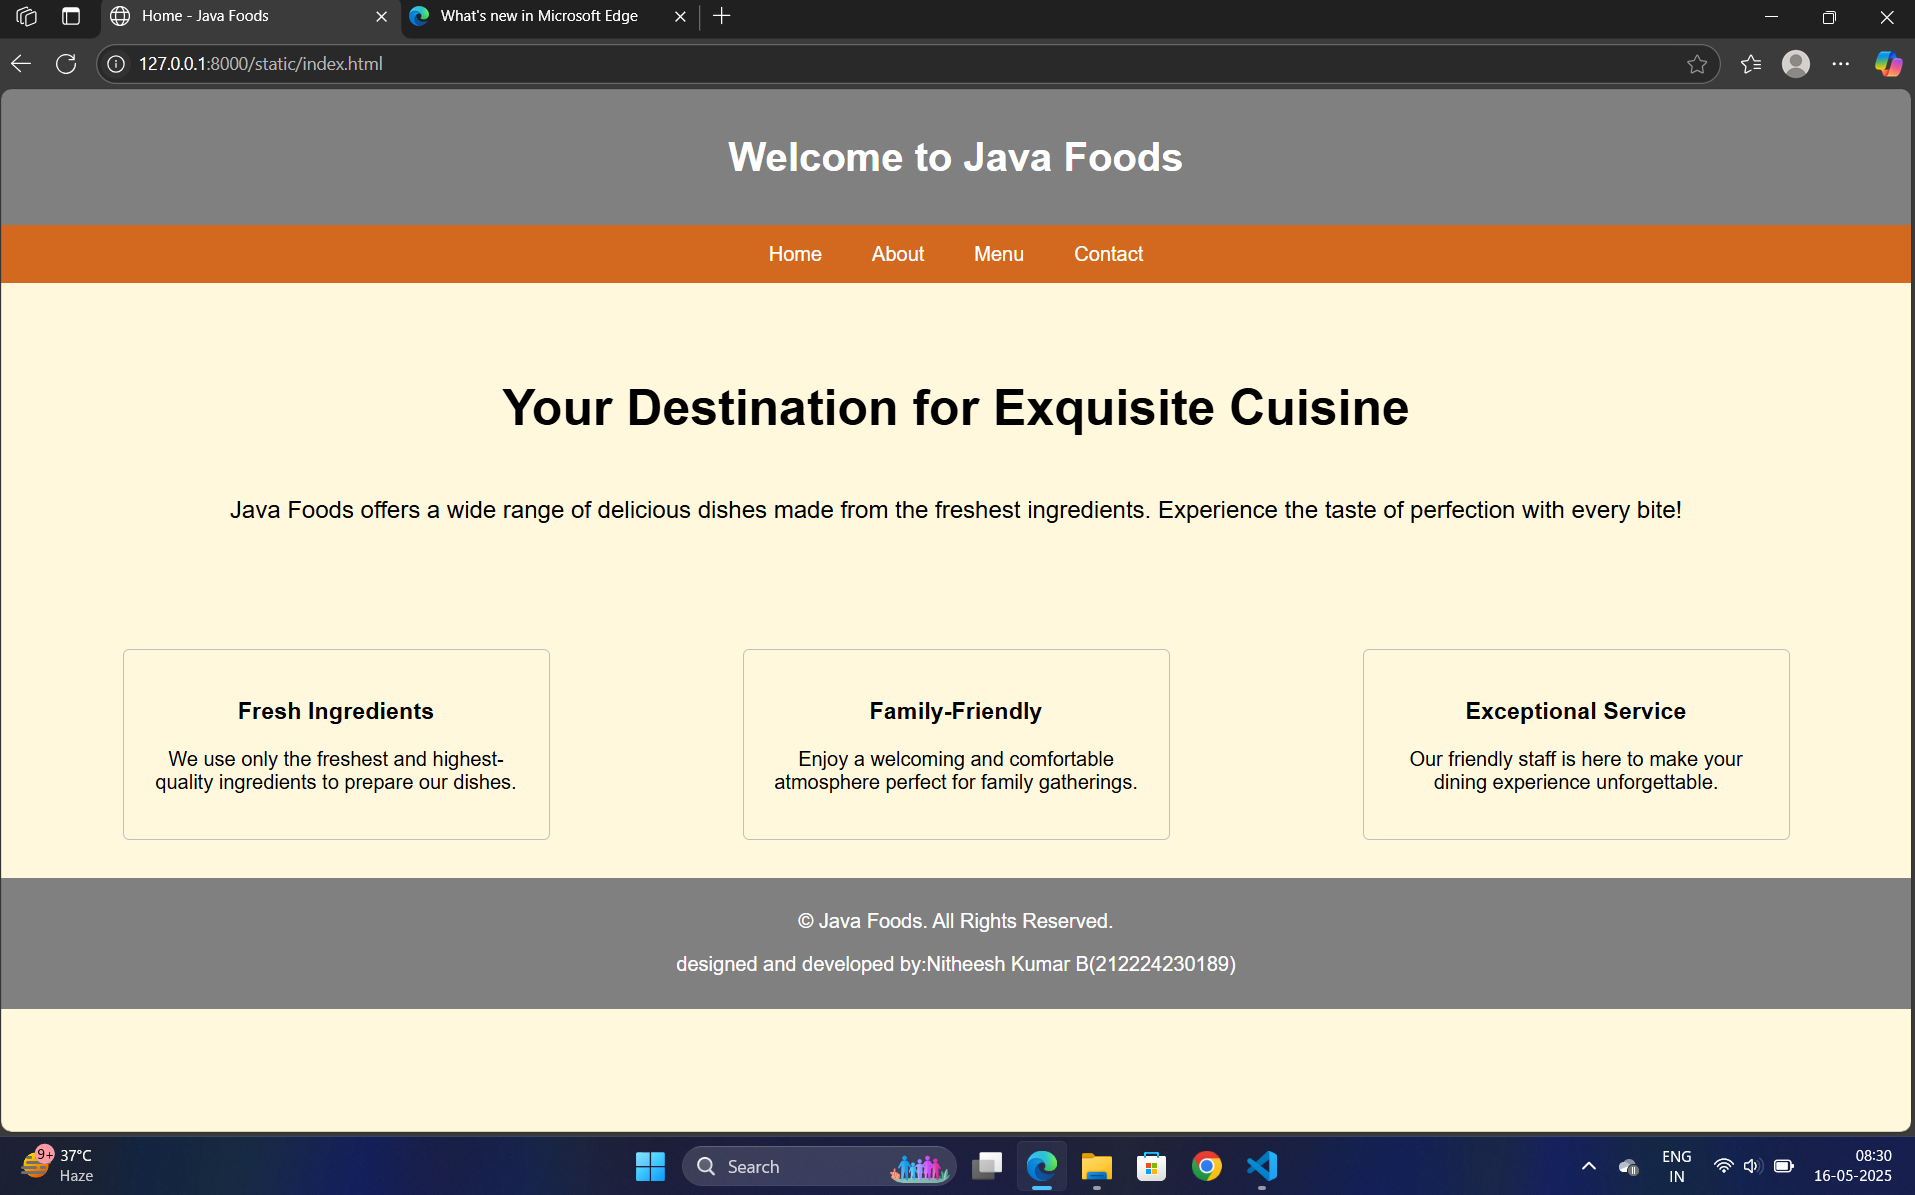 Home - Java Foods
What's new in Microsoft Edge
127.0.0.1:8000/static/index.html
Welcome to Java Foods
Home About Menu Contact
Your Destination for Exquisite Cuisine
Java Foods offers a wide range of delicious dishes made from the freshest ingredients. Experience the taste of perfection with every bite!
Fresh Ingredients
We use only the freshest and highest-
quality ingredients to prepare our dishes.
Family-Friendly
Enjoy a welcoming and comfortable
atmosphere perfect for family gatherings.
Exceptional Service
Our friendly staff is here to make your
dining experience unforgettable.
© Java Foods. All Rights Reserved.
designed and developed by:Nitheesh Kumar B(212224230189)
9+
37°C
Haze
Search
ENG
IN
08:30
16-05-2025